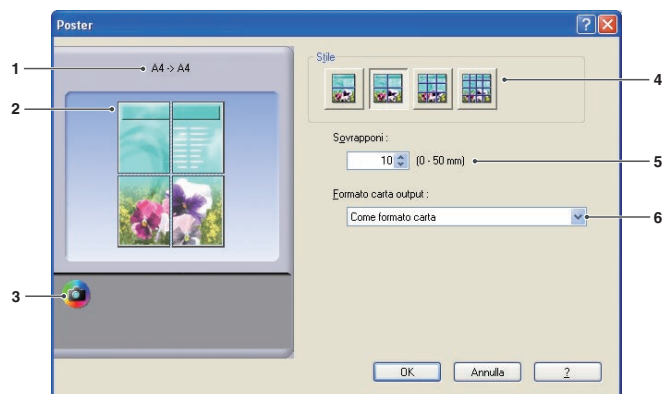 Poster
1
A4 -> A4
2
3
Stile
4
Sovrapponi :
10 (0 - 50 mm)
5
Formato carta output :
Come formato carta
6
OK Annulla ?